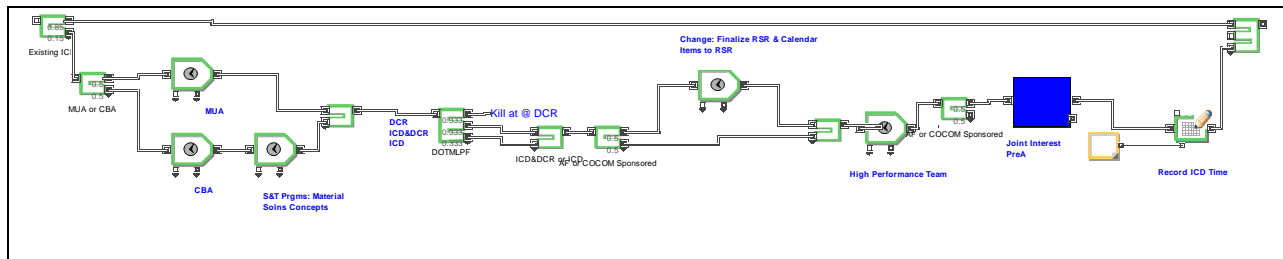 0.85
0.15
Existing ICD
0.5
0.5
MUA or CBA
MUA
CBA
S&T Prgms: Material
Solns Concepts
DCR
ICD&DCR
ICD
Kill at @ DCR
0.333
0.333
0.333
DOTMLPF
ICD&DCR or ICD
0.5
0.5
AF or COCOM Sponsored
Change: Finalize RSR & Calendar
Items to RSR
High Performance Team
0.5
0.5
or COCOM Sponsored
Joint Interest
PreA
Record ICD Time